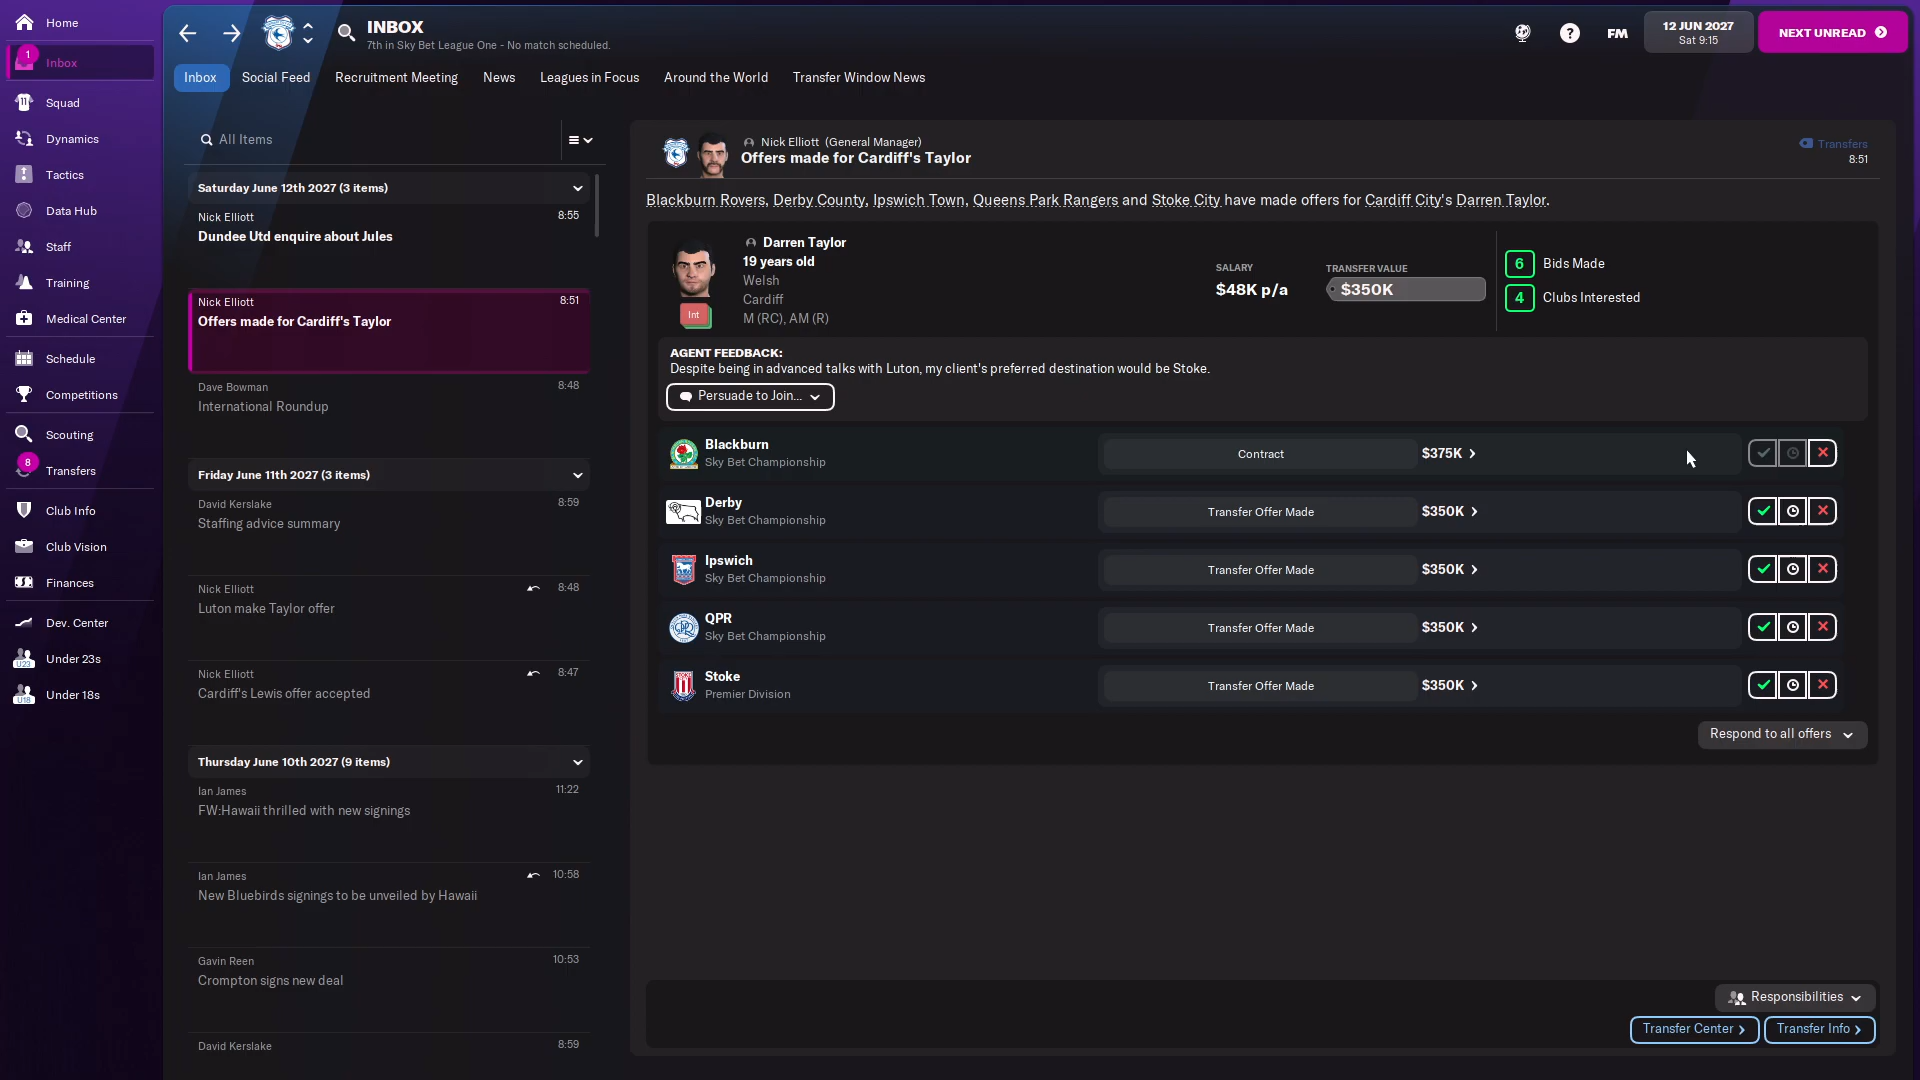 Home
1
Inbox
Squad
Dynamics
Tactics
Data Hub
Staff
Training
Medical Center
Schedule
Competitions
Scouting
8
Transfers
Club Info
Club Vision
Finances
Dev. Center
U23
Under 23s
U18
Under 18s
INBOX
7th in Sky Bet League One - No match scheduled.
?
FM
12 JUN 2027
Sat 9:15
NEXT UNREAD
Inbox
Social Feed
Recruitment Meeting
News
Leagues in Focus
Around the World
Transfer Window News
All Items
Saturday June 12th 2027 (3 items)
Nick Elliott
8:55
Dundee Utd enquire about Jules
Nick Elliott
8:51
Offers made for Cardiff's Taylor
Dave Bowman
8:48
International Roundup
Friday June 11th 2027 (3 items)
David Kerslake
8:59
Staffing advice summary
Nick Elliott
8:48
Luton make Taylor offer
Nick Elliott
8:47
Cardiff's Lewis offer accepted
Thursday June 10th 2027 (9 items)
Ian James
11:22
FW:Hawaii thrilled with new signings
Ian James
10:58
New Bluebirds signings to be unveiled by Hawaii
Gavin Reen
10:53
Crompton signs new deal
David Kerslake
8:59
Nick Elliott (General Manager)
Offers made for Cardiff's Taylor
Transfers
8:51
Blackburn Rovers, Derby County, Ipswich Town, Queens Park Rangers and Stoke City have made offers for Cardiff City's Darren Taylor.
Darren Taylor
19 years old
Welsh
Cardiff
M (RC), AM (R)
Int
SALARY
$48K p/a
TRANSFER VALUE
$350K
6 Bids Made
4 Clubs Interested
AGENT FEEDBACK:
Despite being in advanced talks with Luton, my client's preferred destination would be Stoke.
Persuade to Join...
Blackburn
Sky Bet Championship
Contract
$375K
Derby
Sky Bet Championship
Transfer Offer Made
$350K
Ipswich
Sky Bet Championship
Transfer Offer Made
$350K
QPR
Sky Bet Championship
Transfer Offer Made
$350K
Stoke
Premier Division
Transfer Offer Made
$350K
Respond to all offers
Responsibilities
Transfer Center
Transfer Info